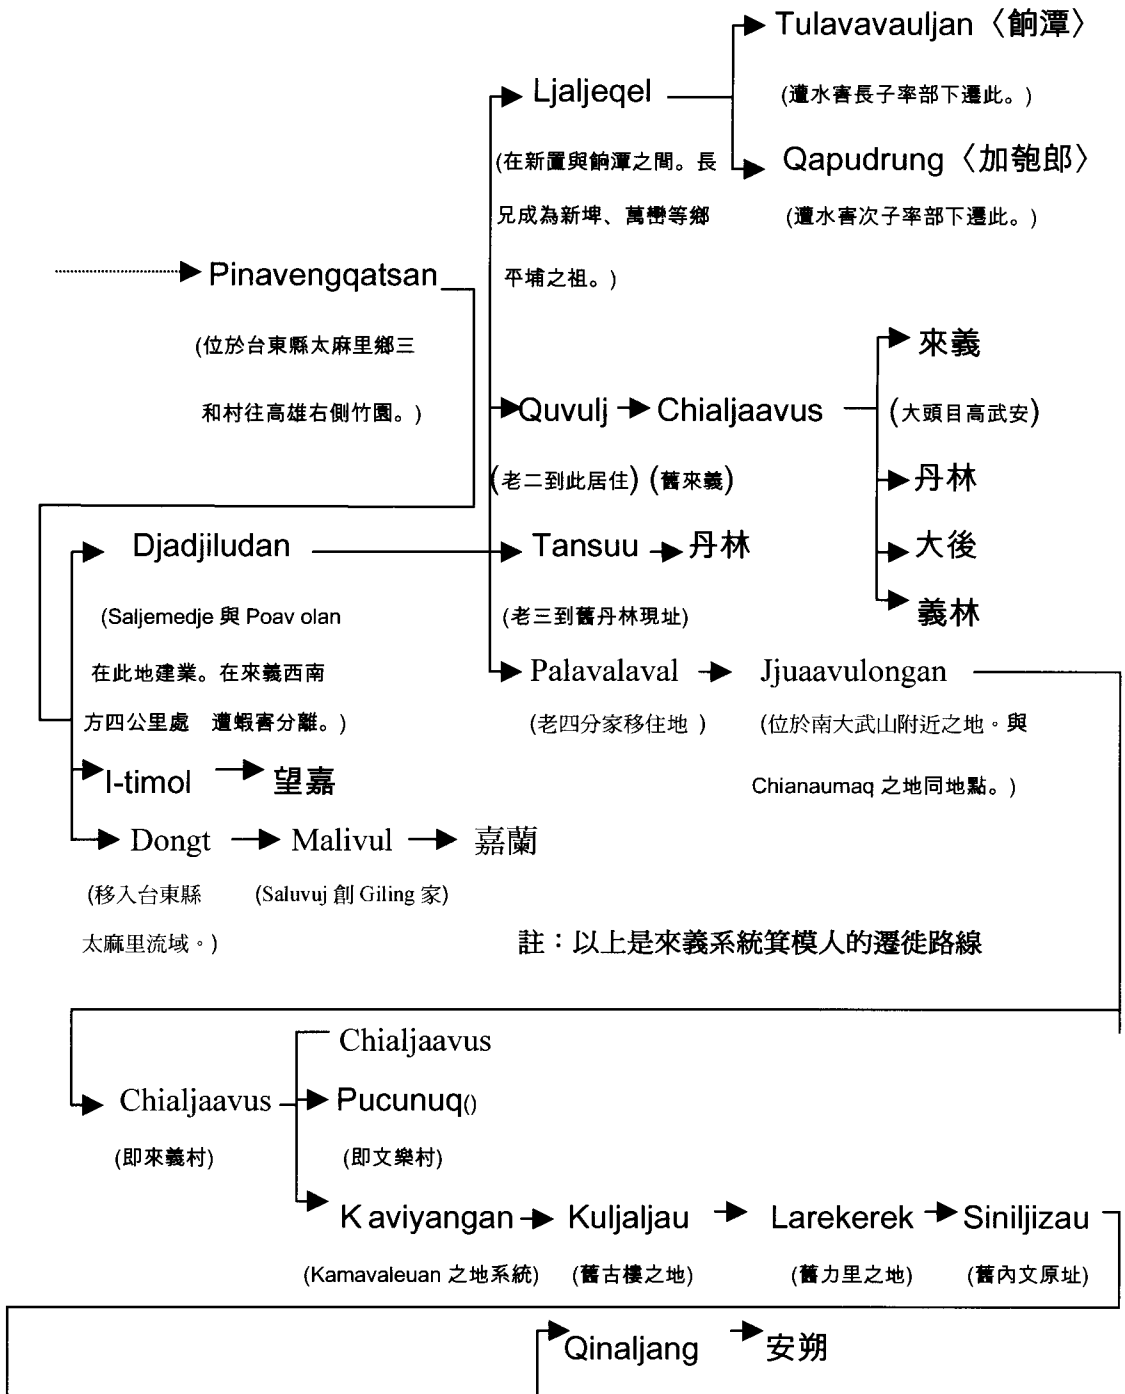 Tulavavauljan〈餉潭〉
Ljaljeqel
(遭水害長子率部下遷此。)
(在新置與餉潭之間。長
Qapudrung〈加匏郎〉
兄成為新埤、萬巒等鄉
(遭水害次子率部下遷此。)
平埔之祖。)
Pinavengqatsan
(位於台東縣太麻里鄉三
和村往高雄右側竹園。)
來義
Quvulj
Chialjaavus
(大頭目高武安)
(老二到此居住)
(舊來義)
丹林
Djadjiludan
Tansuu
丹林
大後
(Saljemedje 與 Poav olan
(老三到舊丹林現址)
義林
在此地建業。在來義西南
Palavalaval
Jjuaavulongan
方四公里處 遭蝦害分離。)
(老四分家移住地 )
(位於南大武山附近之地。與
I-timol
望嘉
Chianaumaq 之地同地點。)
Dongt
Malivul
嘉蘭
(移入台東縣
(Saluvuj 創 Giling 家)
太麻里流域。)
註：以上是來義系統箕模人的遷徙路線
Chialjaavus
Chialjaavus
Pucunuq()
(即來義村)
(即文樂村)
K aviyangan
Kuljaljau
Larekerek
Siniljizau
(Kamavaleuan 之地系統)
(舊古樓之地)
(舊力里之地)
(舊內文原址)
Qinaljang
安朔